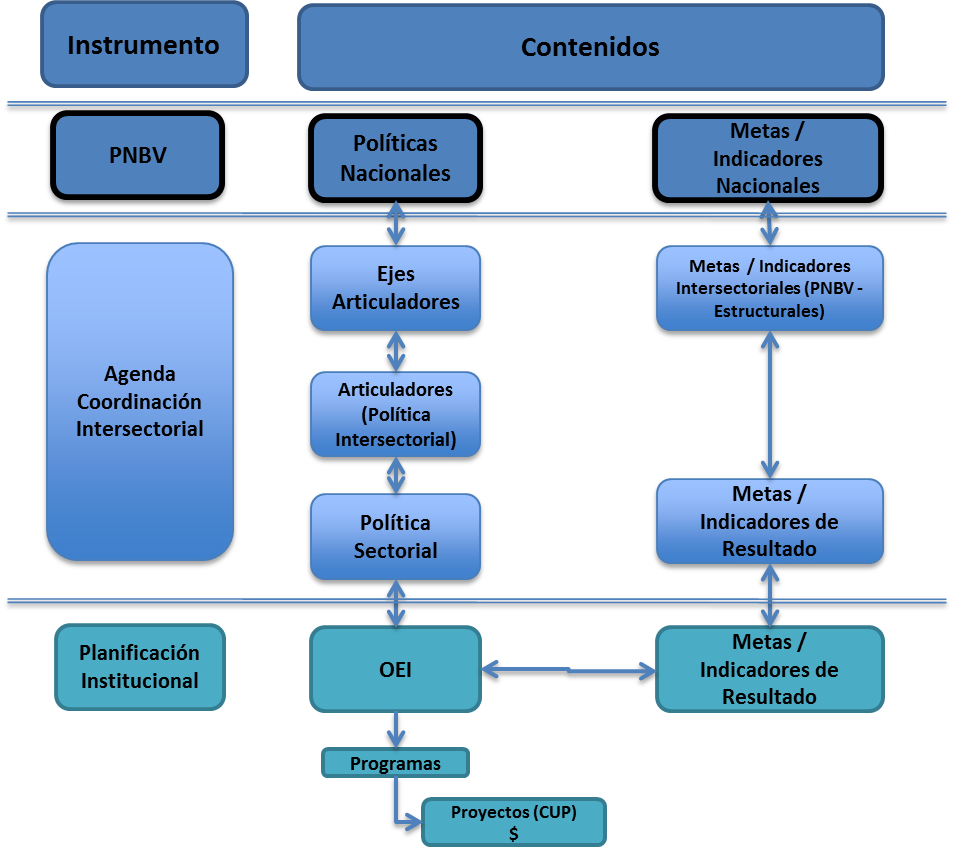 Instrumento
Contenidos
PNBV
Políticas
Nacionales
Metas /
Indicadores
Nacionales
Agenda
Coordinación
Intersectorial
Ejes
Articuladores
Metas / Indicadores
Intersectoriales (PNBV -
Estructurales)
Articuladores
(Política
Intersectorial)
Política
Sectorial
Metas /
Indicadores de
Resultado
Planificación
Institucional
OEI
Metas /
Indicadores de
Resultado
Programas
Proyectos (CUP)
$